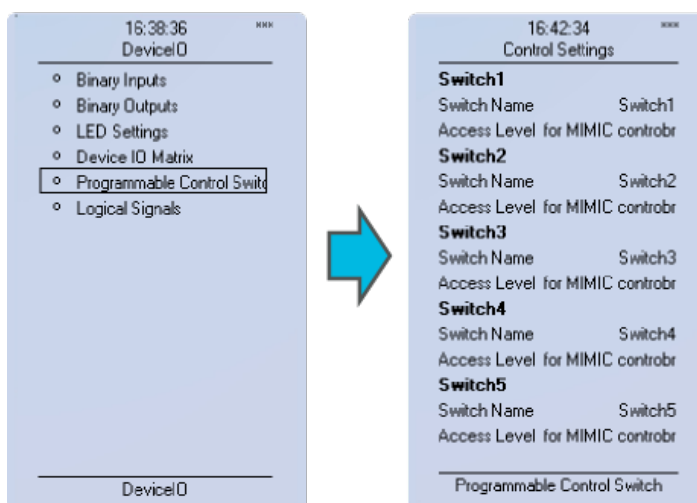 16:38:36
DeviceIO
Binary Inputs
Binary Outputs
LED Settings
Device IO Matrix
Programmable Control Switc
Logical Signals
DeviceIO
16:42:34
Control Settings
Switch1
Switch Name Switch1
Access Level for MIMIC controbr
Switch2
Switch Name Switch2
Access Level for MIMIC controbr
Switch3
Switch Name Switch3
Access Level for MIMIC controbr
Switch4
Switch Name Switch4
Access Level for MIMIC controbr
Switch5
Switch Name Switch5
Access Level for MIMIC controbr
Programmable Control Switch